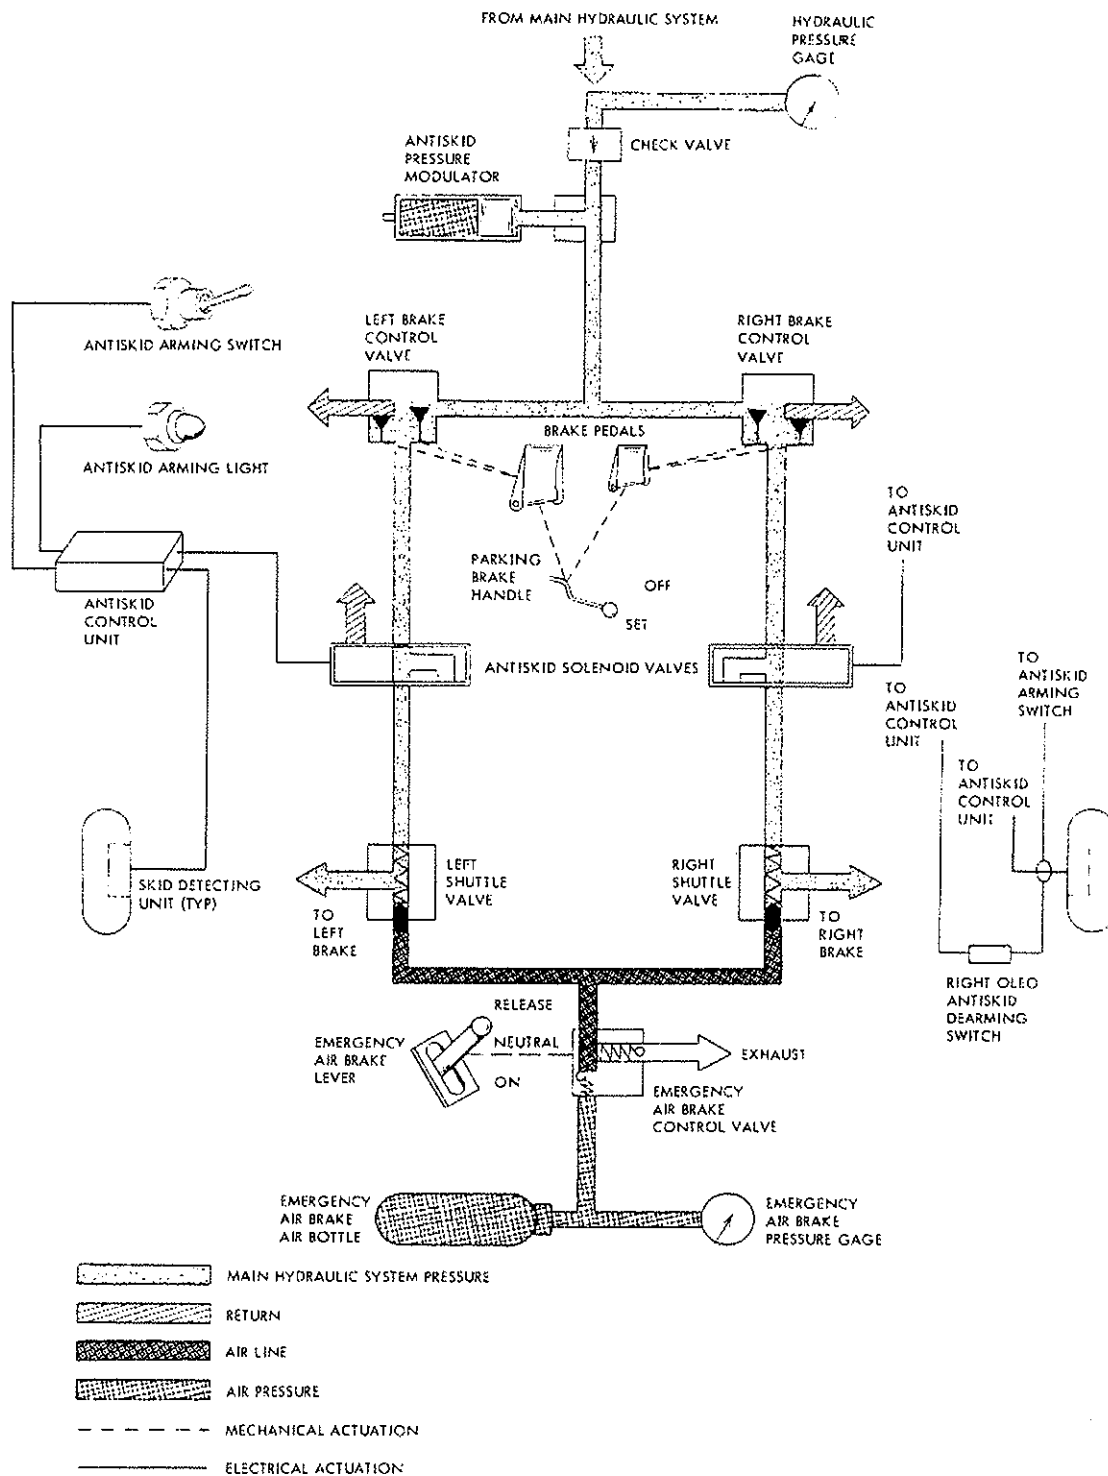 FROM MAIN HYDRAULIC SYSTEM
HYDRAULIC
PRESSURE
GAGE
ANTISKID
PRESSURE
MODULATOR
CHECK VALVE
ANTISKID ARMING SWITCH
LEFT BRAKE
CONTROL
VALVE
RIGHT BRAKE
CONTROL
VALVE
BRAKE PEDALS
ANTISKID ARMING LIGHT
TO
ANTISKID
CONTROL
UNIT
PARKING
BRAKE
HANDLE
OFF
SET
ANTISKID
CONTROL
UNIT
ANTISKID SOLENOID VALVES
TO
ANTISKID
CONTROL
UNIT
TO
ANTISKID
ARMING
SWITCH
TO
ANTISKID
CONTROL
UNIT
SKID DETECTING
UNIT (TYP)
LEFT
SHUTTLE
VALVE
RIGHT
SHUTTLE
VALVE
TO
LEFT
BRAKE
TO
RIGHT
BRAKE
RIGHT OLEO
ANTISKID
DEARMING
SWITCH
EMERGENCY
AIR BRAKE
LEVER
RELEASE
NEUTRAL
ON
EXHAUST
EMERGENCY
AIR BRAKE
CONTROL VALVE
EMERGENCY
AIR BRAKE
AIR BOTTLE
EMERGENCY
AIR BRAKE
PRESSURE GAGE
MAIN HYDRAULIC SYSTEM PRESSURE
RETURN
AIR LINE
AIR PRESSURE
MECHANICAL ACTUATION
ELECTRICAL ACTUATION